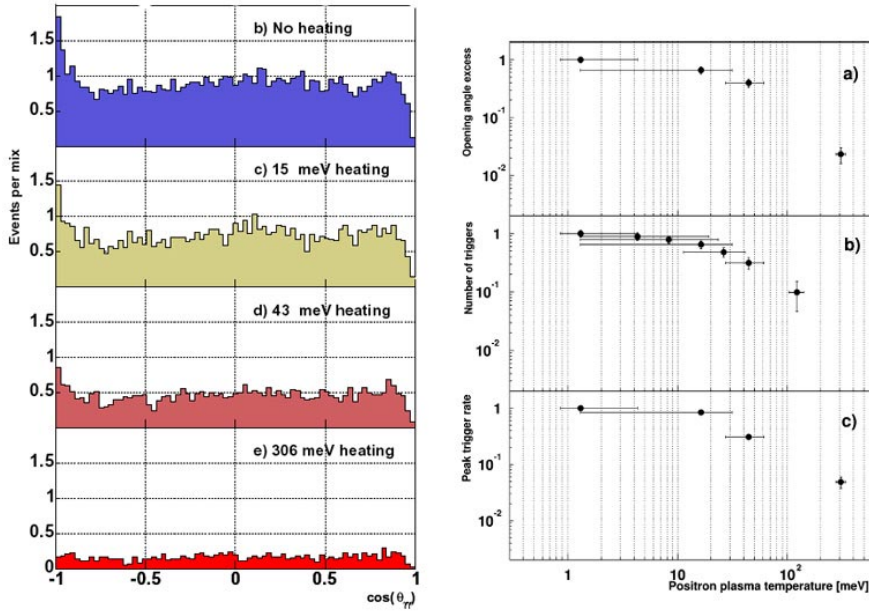 b) No heating
1.5
1
0.5
c) 15 meV heating
1.5
1
0.5
Events per mix
d) 43 meV heating
1.5
1
0.5
e) 306 meV heating
1.5
1
0.5
0
-1 -0.5 0 0.5 1
cos(θγγ)
a)
Opening angle excess
1
10⁻¹
10⁻²
b)
Number of triggers
1
10⁻¹
10⁻²
c)
Peak trigger rate
1
10⁻¹
10⁻²
1 10 10²
Positron plasma temperature [meV]